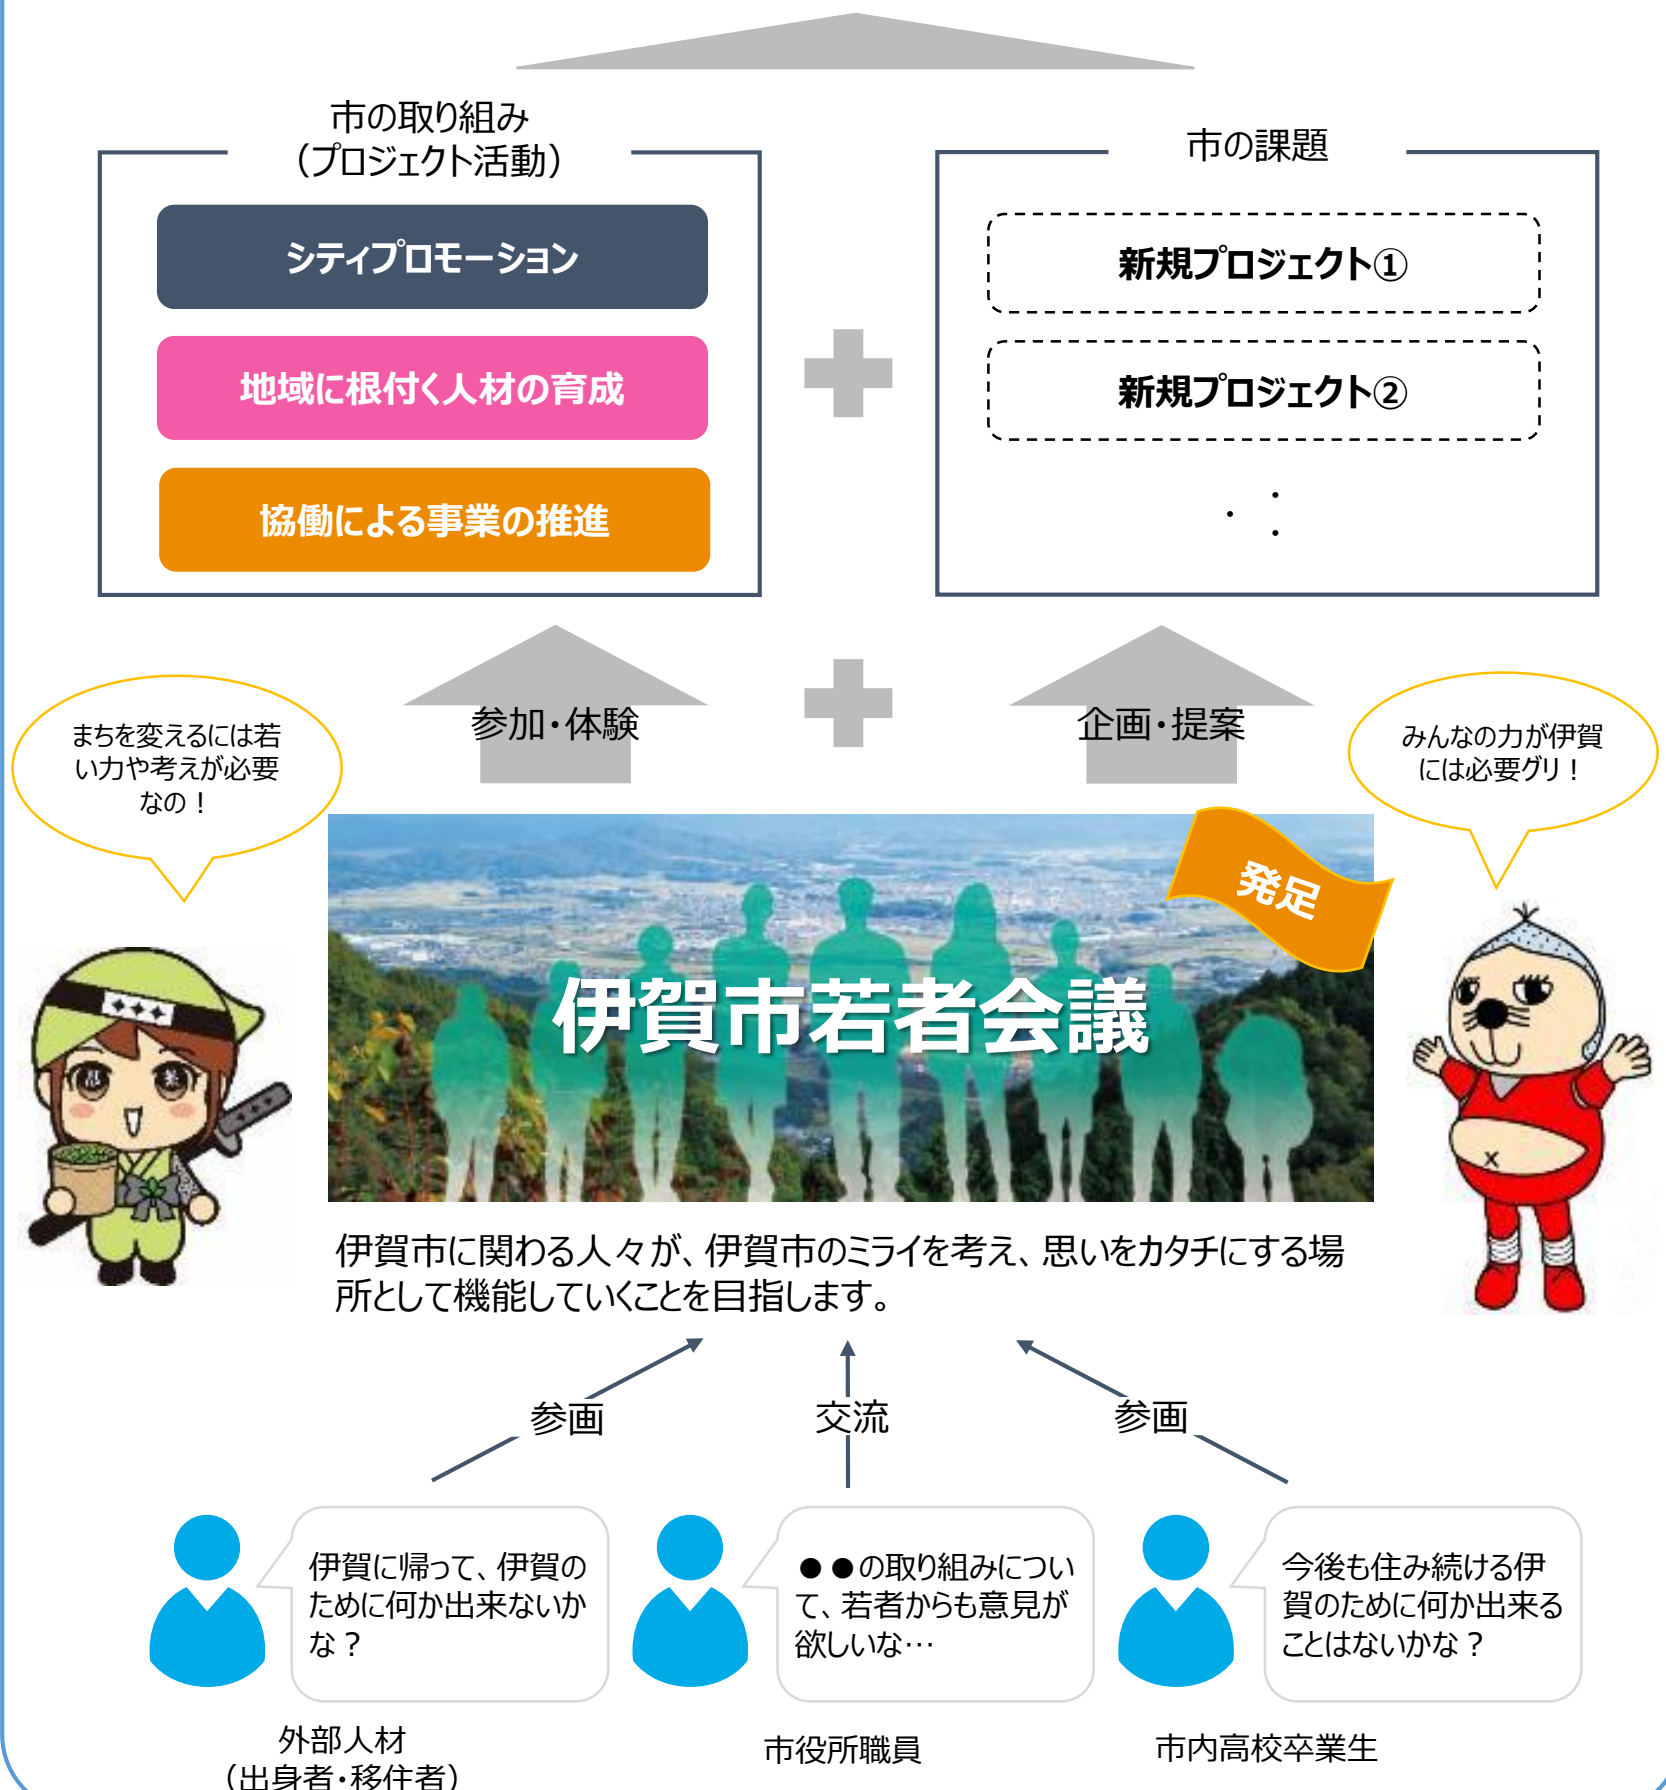 市の取り組み
（プロジェクト活動）
シティプロモーション
地域に根付く人材の育成
協働による事業の推進
市の課題
新規プロジェクト①
新規プロジェクト②
参加・体験
企画・提案
まちを変えるには若
い力や考えが必要
なの！
みんなの力が伊賀
には必要グリ！
発足
伊賀市若者会議
伊賀市に関わる人々が、伊賀市のミライを考え、思いをカタチにする場
所として機能していくことを目指します。
参画
交流
参画
伊賀に帰って、伊賀の
ために何か出来ないか
な？
●●の取り組みについ
て、若者からも意見が
欲しいな…
今後も住み続ける伊
賀のために何か出来る
ことはないかな？
外部人材
（出身者・移住者）
市役所職員
市内高校卒業生